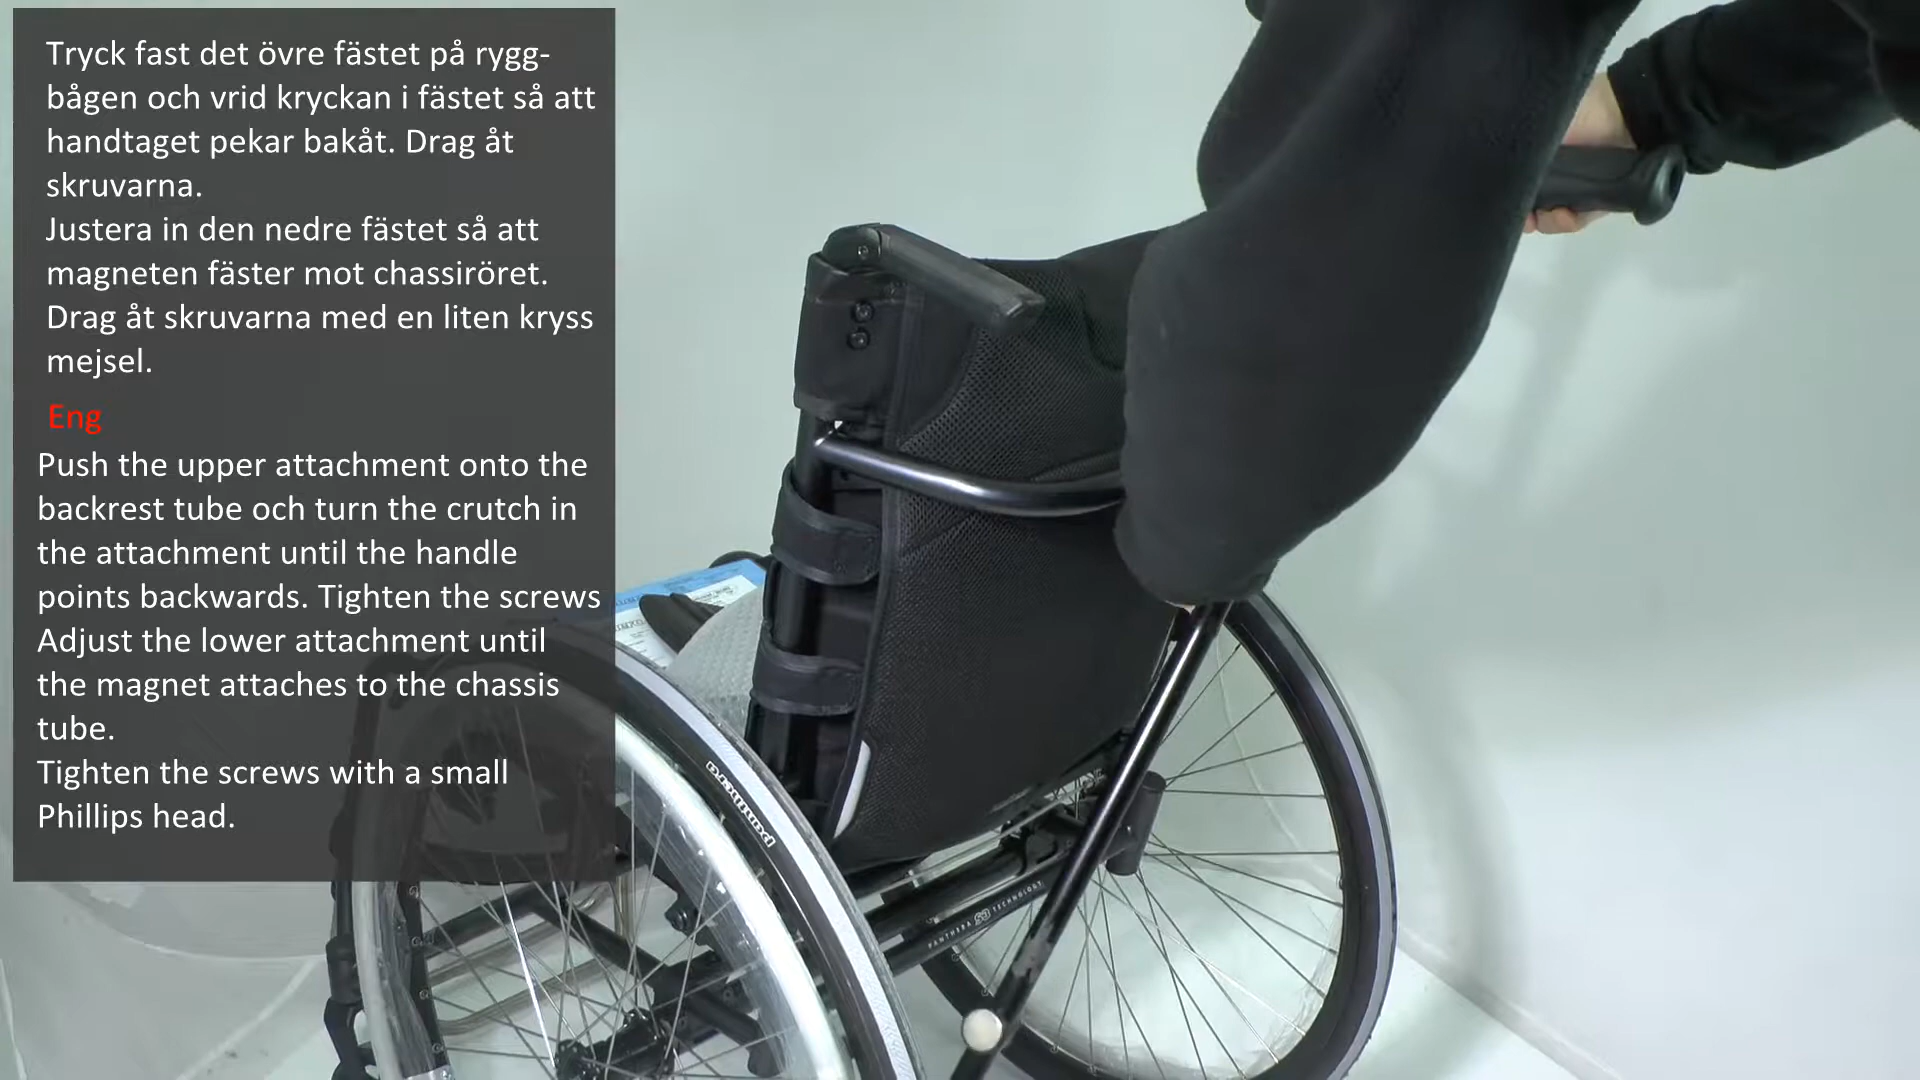 Tryck fast det övre fästet på rygg-
bågen och vrid kryckan i fästet så att
handtaget pekar bakåt. Drag åt
skruvarna.
Justera in den nedre fästet så att
magneten fäster mot chassiröret.
Drag åt skruvarna med en liten kryss
mejsel.
Eng
Push the upper attachment onto the
backrest tube och turn the crutch in
the attachment until the handle
points backwards. Tighten the screws
Adjust the lower attachment until
the magnet attaches to the chassis
tube.
Tighten the screws with a small
Phillips head.
panthera
PANTHERA S3 TECHNOLOGY